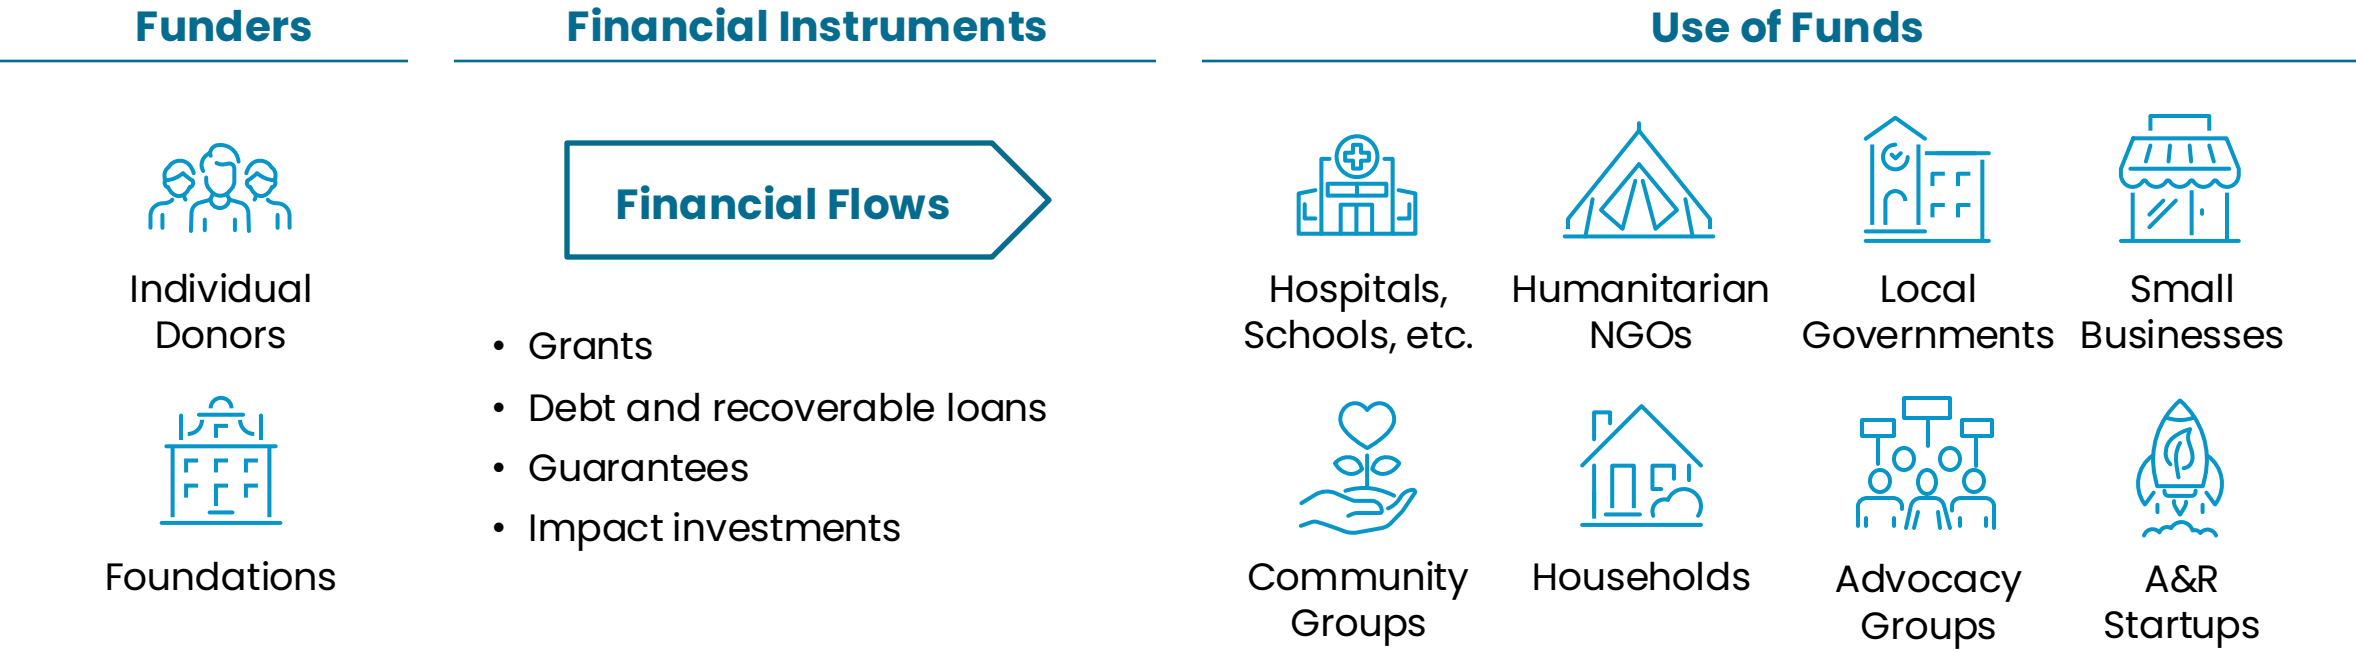 Funders
Financial Instruments
Use of Funds
Individual
Donors
Foundations
Financial Flows
• Grants
• Debt and recoverable loans
• Guarantees
• Impact investments
Hospitals,
Schools, etc.
Humanitarian
NGOs
Local
Governments
Small
Businesses
Community
Groups
Households
Advocacy
Groups
A&R
Startups